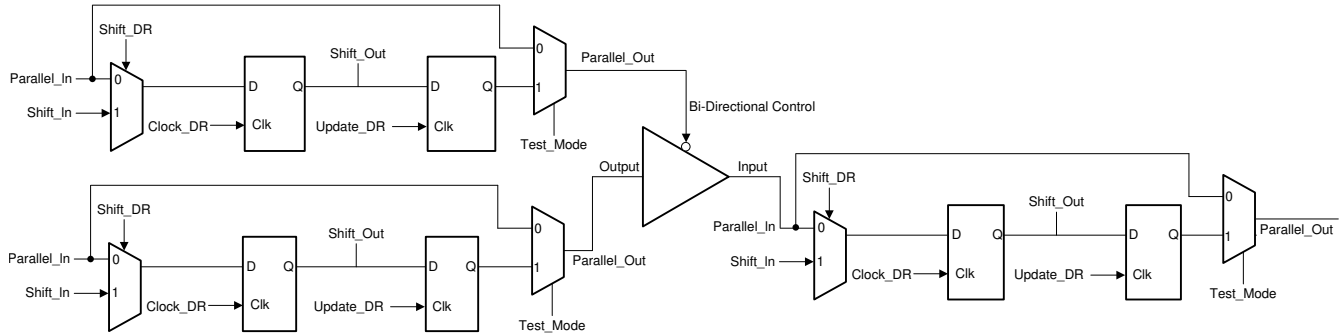 Shift_DR
Parallel_In
0
Shift_In
1
Clock_DR
D
Q
Clk
Shift_Out
Update_DR
D
Q
Clk
0
1
Test_Mode
Parallel_Out
Bi-Directional Control
Shift_DR
Parallel_In
0
Shift_In
1
Clock_DR
D
Q
Clk
Shift_Out
Update_DR
D
Q
Clk
0
1
Test_Mode
Parallel_Out
Output
Input
Shift_DR
Parallel_In
0
Shift_In
1
Clock_DR
D
Q
Clk
Shift_Out
Update_DR
D
Q
Clk
0
1
Test_Mode
Parallel_Out